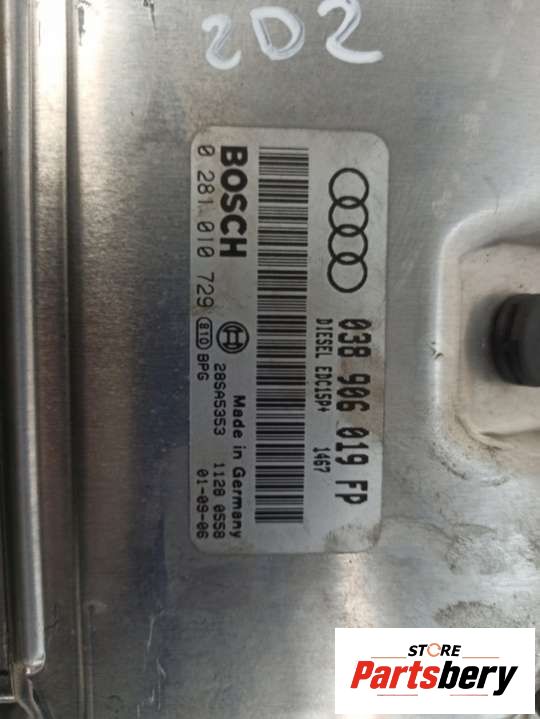 2D2
038 906 019 FP
DIESEL EDC15P+ 1467
BOSCH
0 281 010 729
810 BPG
28SA5353
Made in Germany
1128 0558
01-09-06
STORE
Partsbery